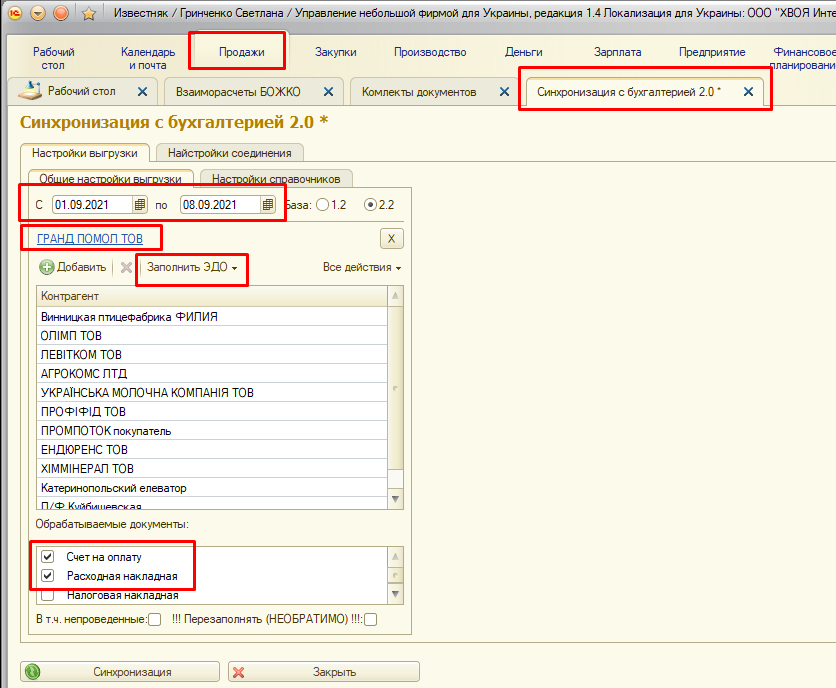 Известняк / Гринченко Светлана / Управление небольшой фирмой для Украины, редакция 1.4 Локализация для Украины: ООО "ХВОЯ Инте
Рабочий стол
Календарь и почта
Продажи
Закупки
Производство
Деньги
Зарплата
Предприятие
Финансовое планировани
Рабочий стол
Взаиморасчеты БОЖКО
Комлекты документов
Синхронизация с бухгалтерией 2.0 *
Синхронизация с бухгалтерией 2.0 *
Настройки выгрузки
Найстройки соединения
Общие настройки выгрузки
Настройки справочников
С 01.09.2021 по 08.09.2021 База: 1.2 2.2
ГРАНД ПОМОЛ ТОВ
X
Добавить
Заполнить ЭДО
Все действия
Контрагент
Винницкая птицефабрика ФИЛИЯ
ОЛІМП ТОВ
ЛЕВІТКОМ ТОВ
АГРОКОМС ЛТД
УКРАЇНСЬКА МОЛОЧНА КОМПАНІЯ ТОВ
ПРОФІФІД ТОВ
ПРОМПОТОК покупатель
ЕНДЮРЕНС ТОВ
ХІММІНЕРАЛ ТОВ
Катеринопольский елеватор
П/Ф Куйбишевская
Обрабатываемые документы:
Счет на оплату
Расходная накладная
Налоговая накладная
В т.ч. непроведенные: !!! Перезаполнять (НЕОБРАТИМО) !!!:
Синхронизация
Закрыть